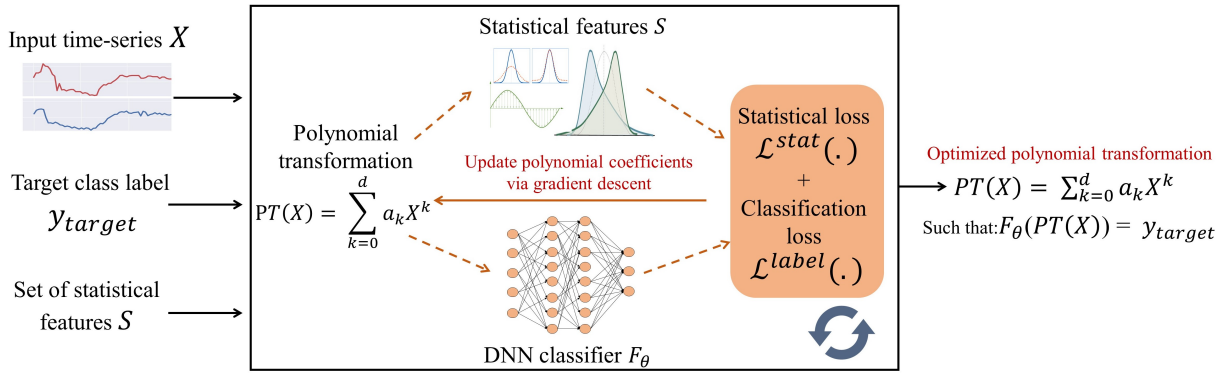 Input time-series X
Target class label
y_target
Set of statistical
features S
Statistical features S
Polynomial
transformation
PT(X) = ∑_{k=0}^{d} a_k X^k
Update polynomial coefficients
via gradient descent
DNN classifier F_θ
Statistical loss
ℒ^{stat}(.)
+
Classification
loss
ℒ^{label}(.)
Optimized polynomial transformation
PT(X) = ∑_{k=0}^{d} a_k X^k
Such that:F_θ(PT(X)) = y_target